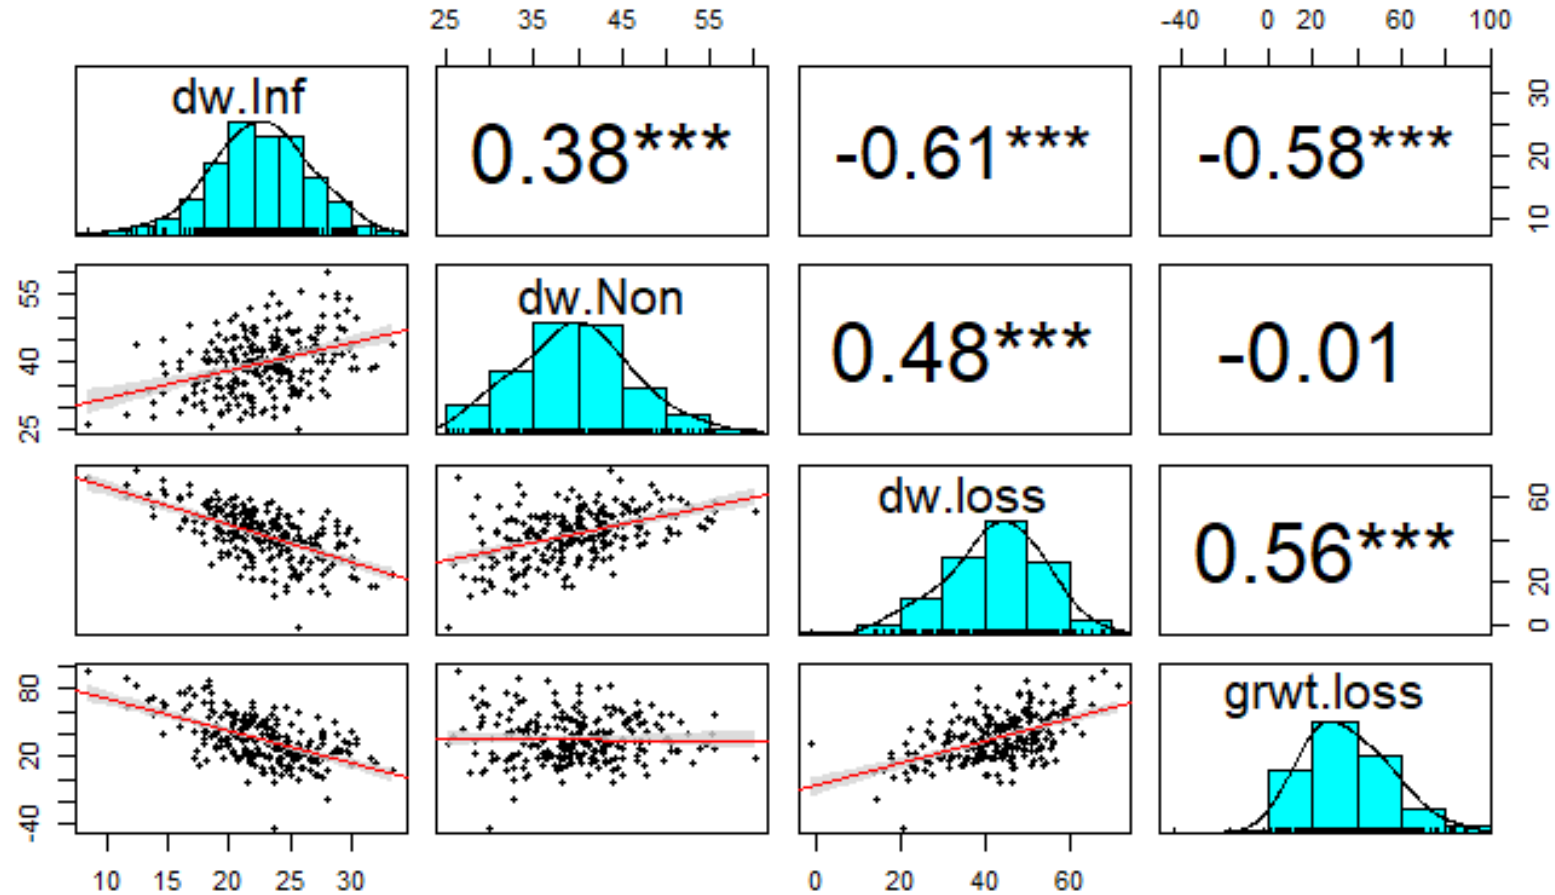 25 35 45 55 -40 0 20 60 100
dw.Inf 0.38*** -0.61*** -0.58*** 10 20 30
25 40 55 dw.Non 0.48*** -0.01
dw.loss 0.56*** 0 20 60
-40 20 80 grwt.loss
10 15 20 25 30 0 20 40 60